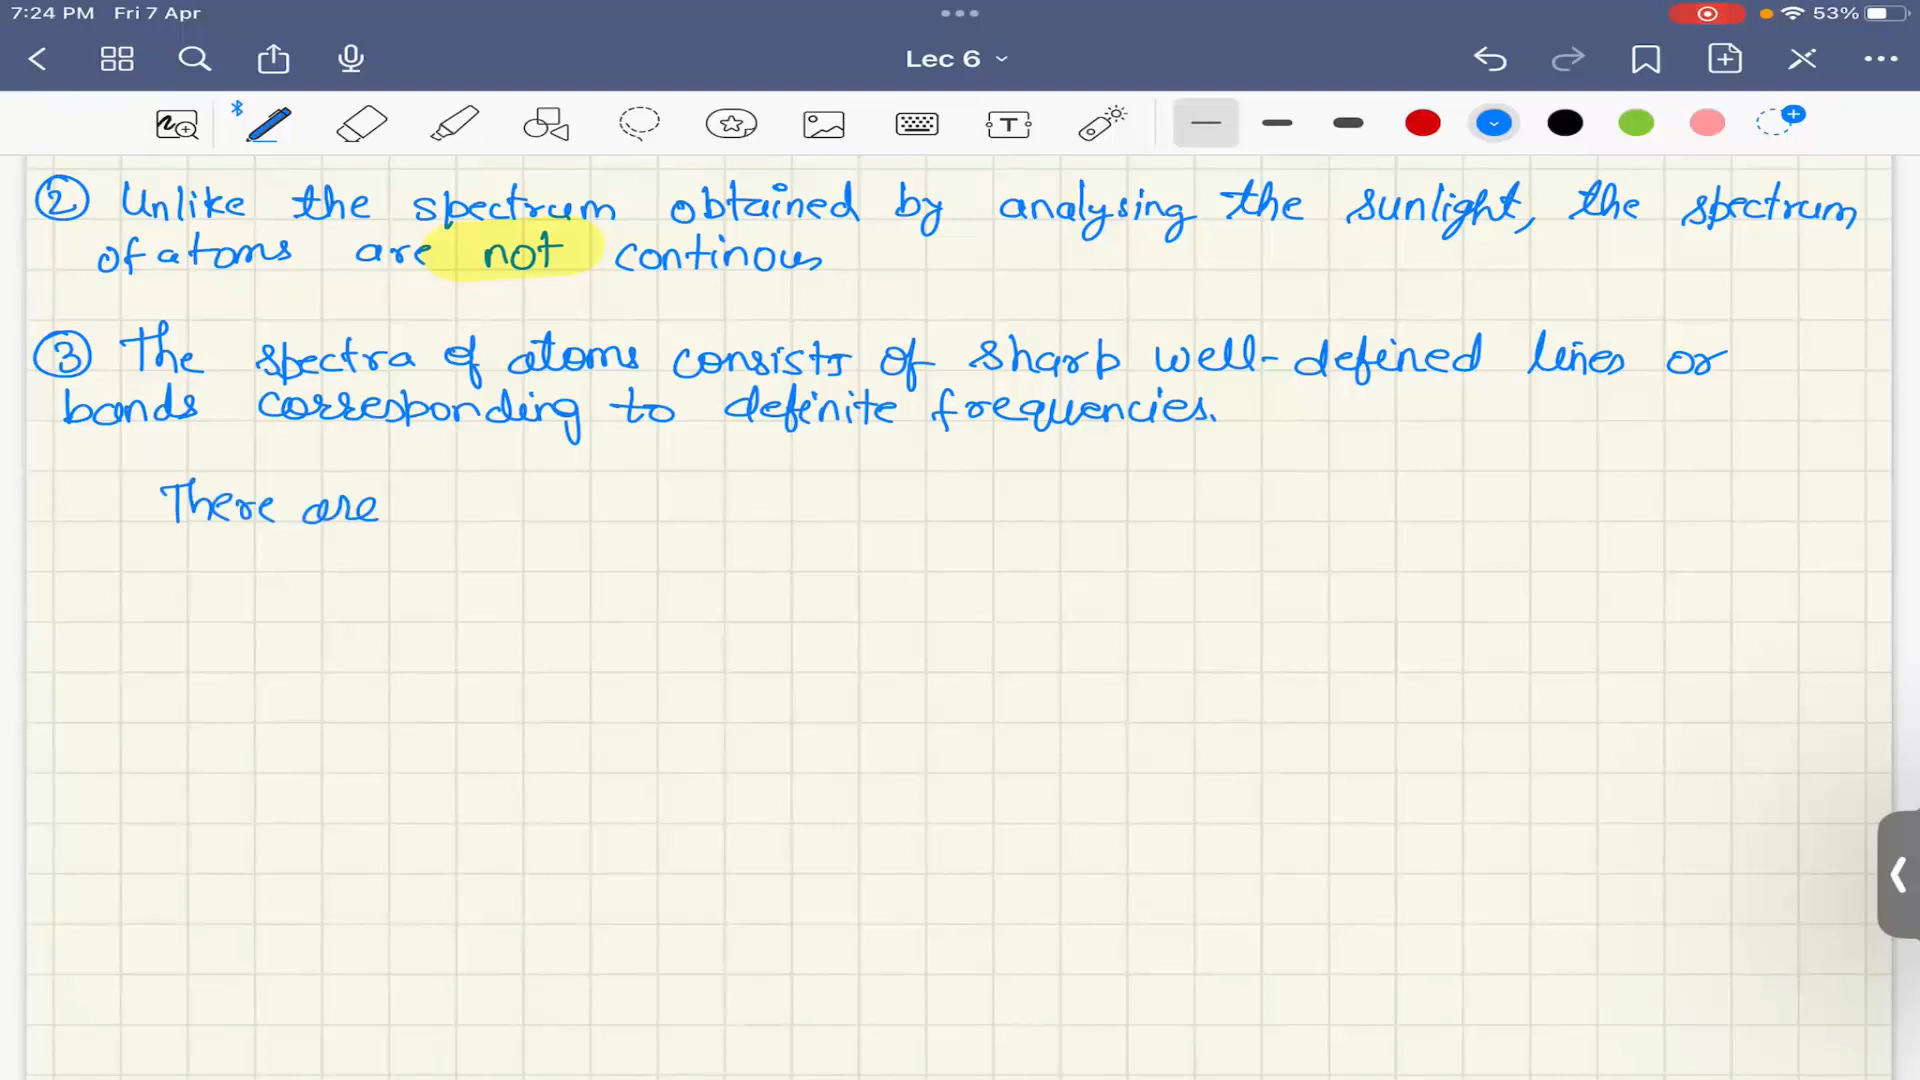 7:24 PM Fri 7 Apr
53%
Lec 6
T
② Unlike the spectrum obtained by analysing the sunlight, the spectrum
of atoms are not continous
③ The spectra of atoms consists of sharp well-defined lines or
bands corresponding to definite frequencies.
There are